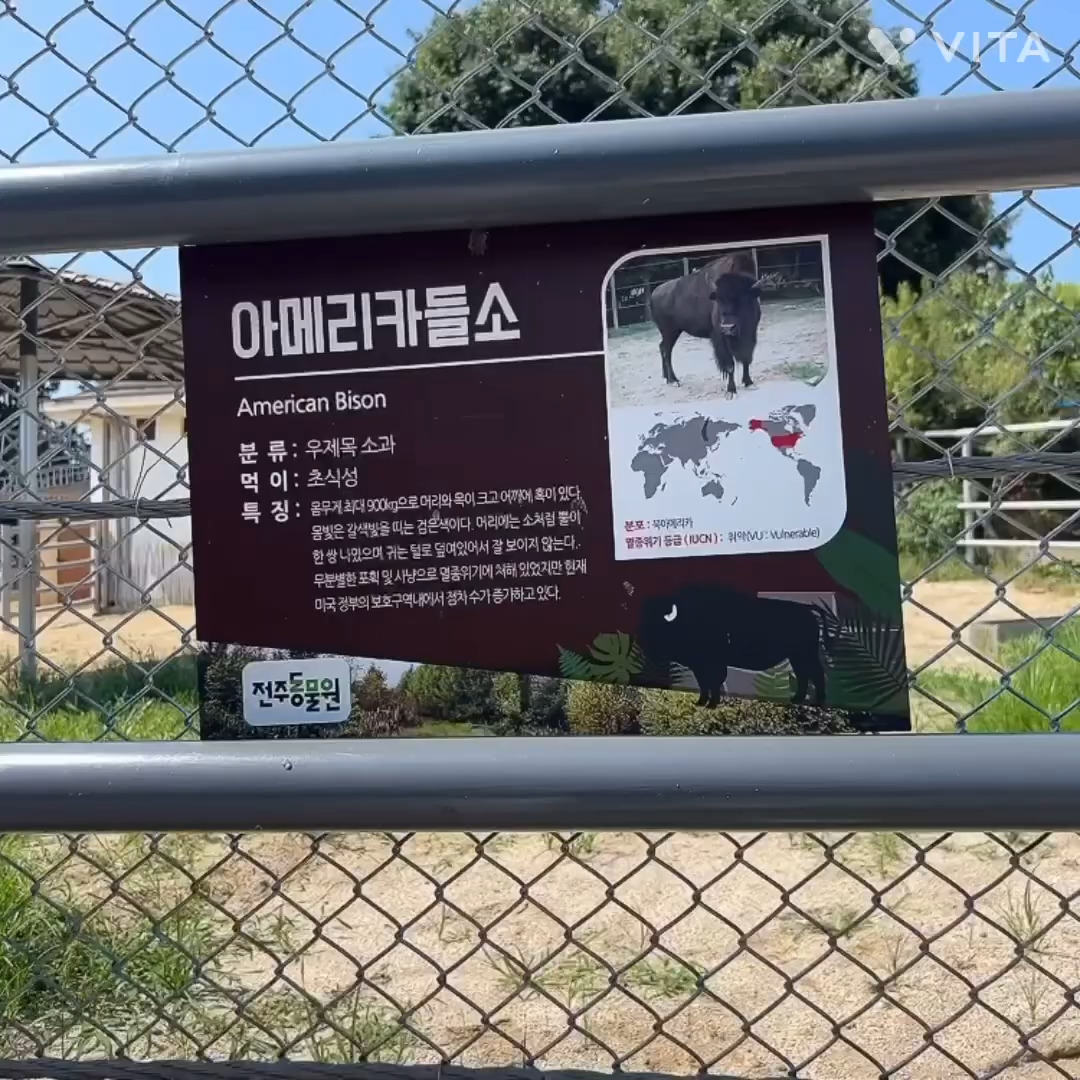 VITA
아메리카들소
American Bison
분 류 : 우제목 소과
먹 이 : 초식성
특 징 : 몸무게 최대 900kg으로 머리와 목이 크고 어깨에 혹이 있다.
몸빛은 갈색빛을 띠는 검은색이다. 머리에는 소처럼 뿔이
한 쌍 나있으며 귀는 털로 덮여있어서 잘 보이지 않는다.
무분별한 포획 및 사냥으로 멸종위기에 처해 있었지만 현재
미국 정부의 보호구역내에서 점차 수가 증가하고 있다.
분포 : 북아메리카
멸종위기 등급 ( IUCN ) : 취약(VU : Vulnerable)
전주동물원